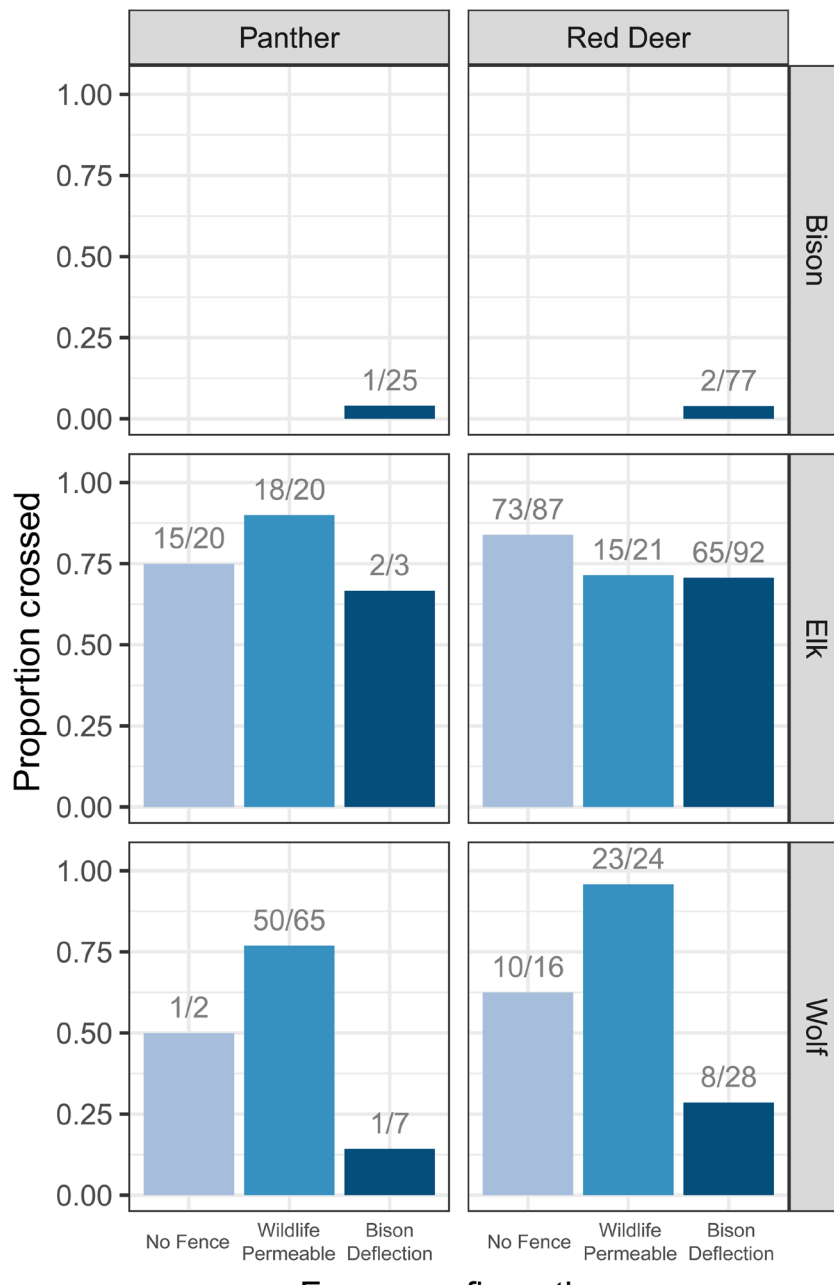 Panther Red Deer
1.00
0.75
0.50
0.25
0.00
1/25
2/77
Bison
Proportion crossed
1.00
0.75
0.50
0.25
0.00
15/20
18/20
2/3
73/87
15/21
65/92
Elk
1.00
0.75
0.50
0.25
0.00
1/2
50/65
1/7
10/16
23/24
8/28
Wolf
No Fence
Wildlife
Permeable
Bison
Deflection
No Fence
Wildlife
Permeable
Bison
Deflection